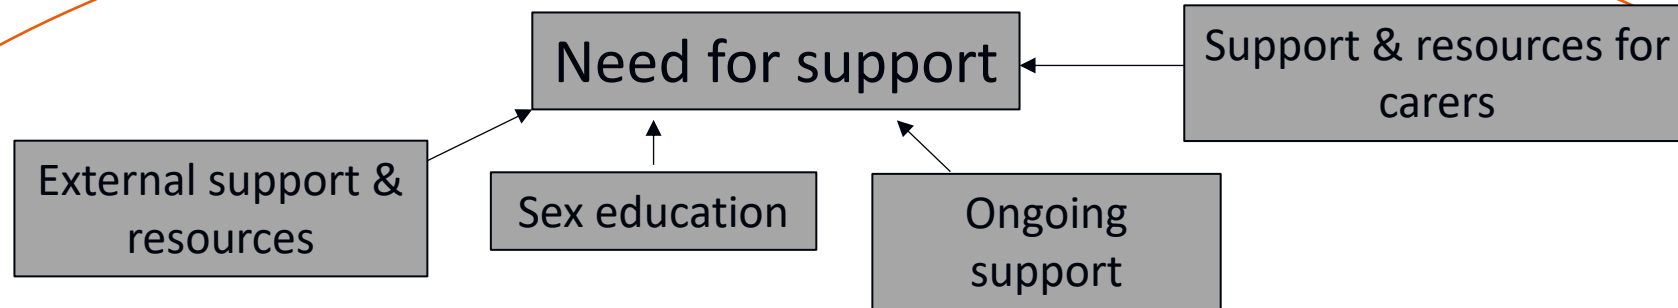 Need for support
Support & resources for
carers
External support &
resources
Sex education
Ongoing
support